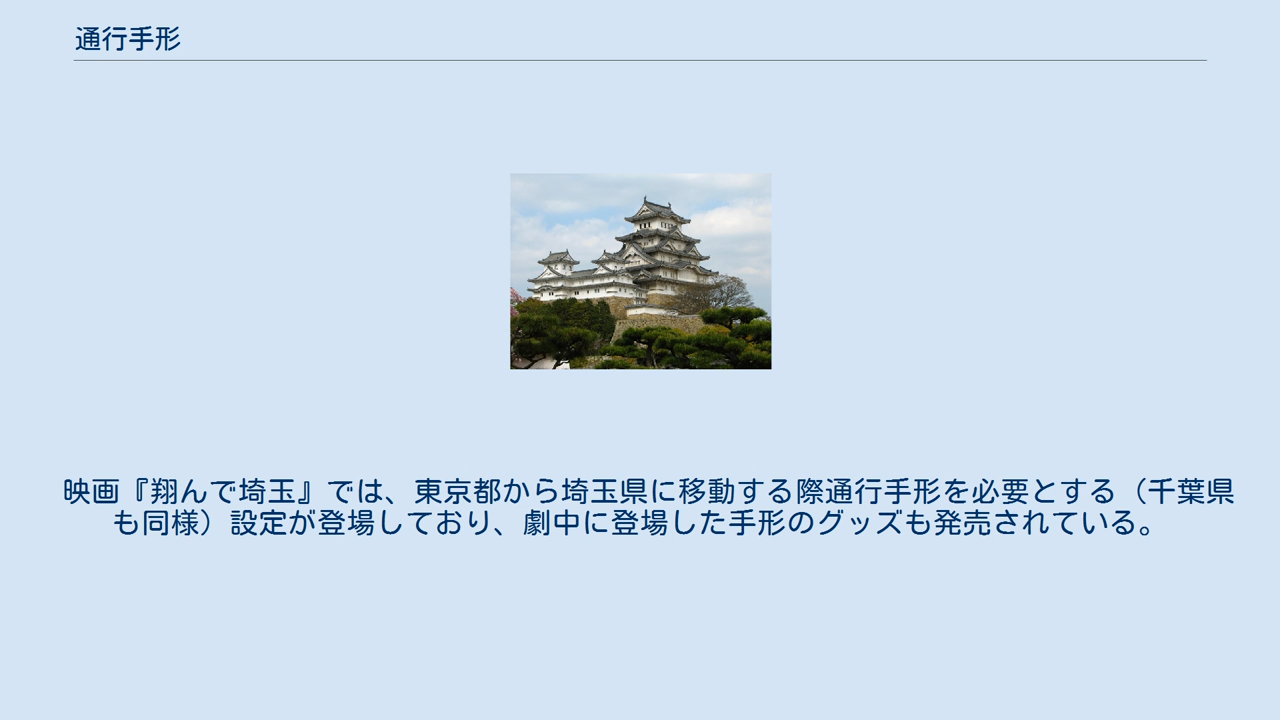 通行手形
映画『翔んで埼玉』では、東京都から埼玉県に移動する際通行手形を必要とする（千葉県
も同様）設定が登場しており、劇中に登場した手形のグッズも発売されている。